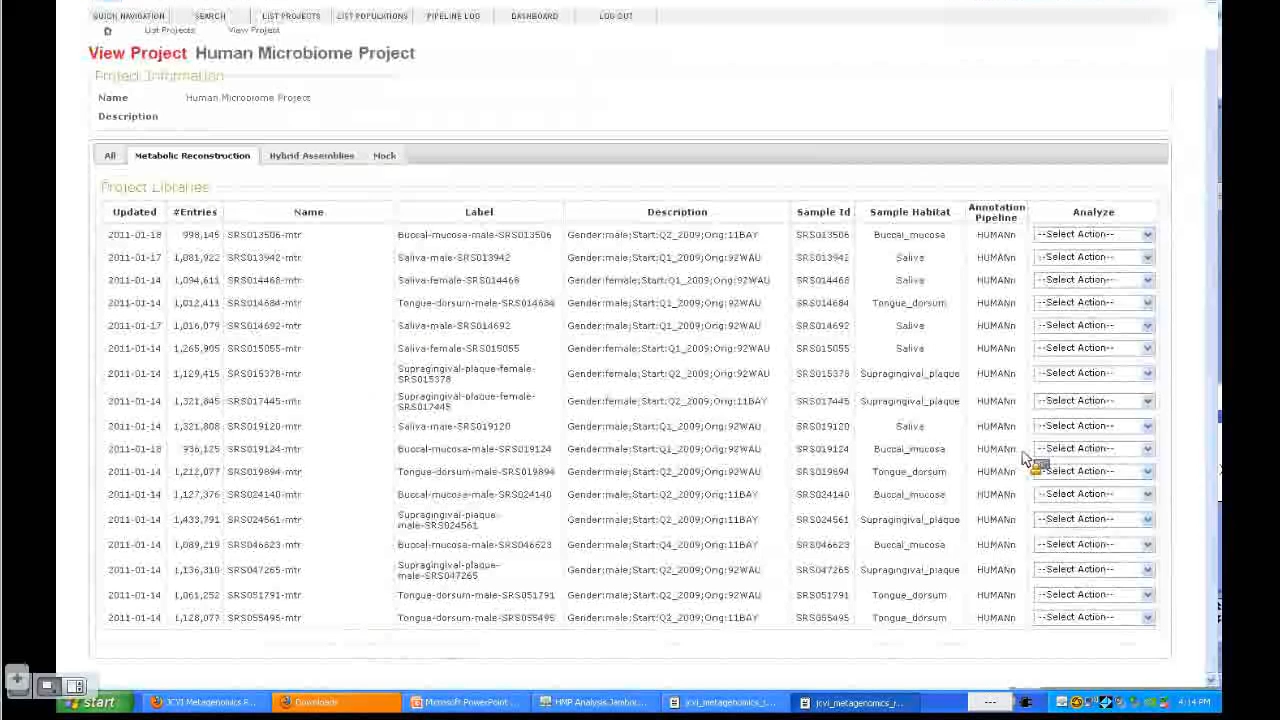 QUICK NAVIGATION SEARCH LIST PROJECTS LIST POPULATIONS PIPELINE LOG DASHBOARD LOG OUT
List Projects View Project
View Project Human Microbiome Project
Project Information
Name Human Microbiome Project
Description
All Metabolic Reconstruction Hybrid Assemblies Mock
Project Libraries
Updated #Entries Name Label Description Sample Id Sample Habitat Annotation Pipeline Analyze
2011-01-18 998,145 SRS013506-mtr Buccal-mucosa-male-SRS013506 Gender:male;Start:Q2_2009;Orig:11BAY SRS013506 Buccal_mucosa HUMANn --Select Action--
2011-01-17 1,081,922 SRS013942-mtr Saliva-male-SRS013942 Gender:male;Start:Q1_2009;Orig:92WAU SRS013942 Saliva HUMANn --Select Action--
2011-01-14 1,094,611 SRS014468-mtr Saliva-female-SRS014468 Gender:female;Start:Q1_2009;Orig:92WAU SRS014468 Saliva HUMANn --Select Action--
2011-01-14 1,012,411 SRS014684-mtr Tongue-dorsum-male-SRS014684 Gender:male;Start:Q1_2009;Orig:92WAU SRS014684 Tongue_dorsum HUMANn --Select Action--
2011-01-17 1,016,079 SRS014692-mtr Saliva-male-SRS014692 Gender:male;Start:Q1_2009;Orig:92WAU SRS014692 Saliva HUMANn --Select Action--
2011-01-14 1,265,905 SRS015055-mtr Saliva-female-SRS015055 Gender:female;Start:Q1_2009;Orig:92WAU SRS015055 Saliva HUMANn --Select Action--
2011-01-14 1,129,415 SRS015378-mtr Supragingival-plaque-female-SRS015378 Gender:female;Start:Q2_2009;Orig:92WAU SRS015378 Supragingival_plaque HUMANn --Select Action--
2011-01-14 1,321,845 SRS017445-mtr Supragingival-plaque-female-SRS017445 Gender:female;Start:Q2_2009;Orig:11BAY SRS017445 Supragingival_plaque HUMANn --Select Action--
2011-01-14 1,321,808 SRS019120-mtr Saliva-male-SRS019120 Gender:male;Start:Q1_2009;Orig:92WAU SRS019120 Saliva HUMANn --Select Action--
2011-01-18 936,125 SRS019124-mtr Buccal-mucosa-male-SRS019124 Gender:male;Start:Q1_2009;Orig:92WAU SRS019124 Buccal_mucosa HUMANn --Select Action--
2011-01-14 1,212,077 SRS019894-mtr Tongue-dorsum-male-SRS019894 Gender:male;Start:Q1_2009;Orig:92WAU SRS019894 Tongue_dorsum HUMANn --Select Action--
2011-01-14 1,127,376 SRS024140-mtr Buccal-mucosa-male-SRS024140 Gender:male;Start:Q2_2009;Orig:11BAY SRS024140 Buccal_mucosa HUMANn --Select Action--
2011-01-14 1,433,791 SRS024561-mtr Supragingival-plaque-male-SRS024561 Gender:male;Start:Q2_2009;Orig:11BAY SRS024561 Supragingival_plaque HUMANn --Select Action--
2011-01-14 1,089,219 SRS046623-mtr Buccal-mucosa-male-SRS046623 Gender:male;Start:Q4_2009;Orig:11BAY SRS046623 Buccal_mucosa HUMANn --Select Action--
2011-01-14 1,136,310 SRS047265-mtr Supragingival-plaque-male-SRS047265 Gender:male;Start:Q2_2009;Orig:92WAU SRS047265 Supragingival_plaque HUMANn --Select Action--
2011-01-14 1,061,252 SRS051791-mtr Tongue-dorsum-male-SRS051791 Gender:male;Start:Q2_2009;Orig:92WAU SRS051791 Tongue_dorsum HUMANn --Select Action--
2011-01-14 1,128,077 SRS055495-mtr Tongue-dorsum-male-SRS055495 Gender:male;Start:Q2_2009;Orig:11BAY SRS055495 Tongue_dorsum HUMANn --Select Action--
start JCVI Metagenomics R... Downloads Microsoft PowerPoint ... HMP Analysis Jambo... jcvi_metagenomics_r... jcvi_metagenomics_r... --- 4:14 PM